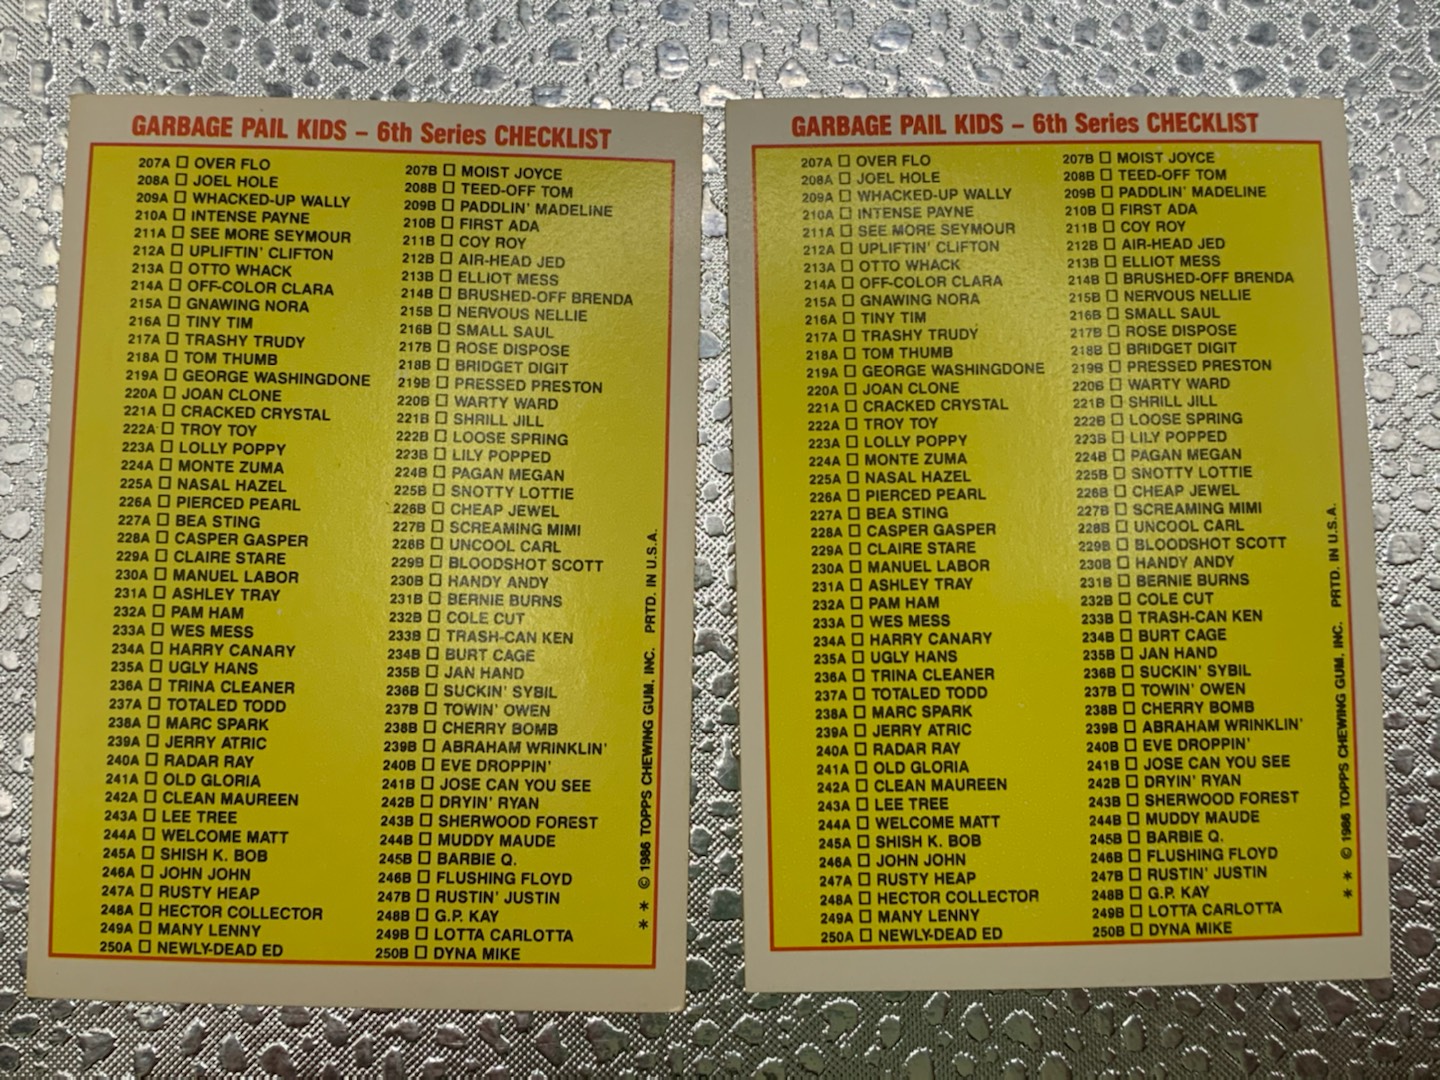 GARBAGE PAIL KIDS – 6th Series CHECKLIST
207A □ OVER FLO
208A □ JOEL HOLE
209A □ WHACKED-UP WALLY
210A □ INTENSE PAYNE
211A □ SEE MORE SEYMOUR
212A □ UPLIFTIN' CLIFTON
213A □ OTTO WHACK
214A □ OFF-COLOR CLARA
215A □ GNAWING NORA
216A □ TINY TIM
217A □ TRASHY TRUDY
218A □ TOM THUMB
219A □ GEORGE WASHINGDONE
220A □ JOAN CLONE
221A □ CRACKED CRYSTAL
222A □ TROY TOY
223A □ LOLLY POPPY
224A □ MONTE ZUMA
225A □ NASAL HAZEL
226A □ PIERCED PEARL
227A □ BEA STING
228A □ CASPER GASPER
229A □ CLAIRE STARE
230A □ MANUEL LABOR
231A □ ASHLEY TRAY
232A □ PAM HAM
233A □ WES MESS
234A □ HARRY CANARY
235A □ UGLY HANS
236A □ TRINA CLEANER
237A □ TOTALED TODD
238A □ MARC SPARK
239A □ JERRY ATRIC
240A □ RADAR RAY
241A □ OLD GLORIA
242A □ CLEAN MAUREEN
243A □ LEE TREE
244A □ WELCOME MATT
245A □ SHISH K. BOB
246A □ JOHN JOHN
247A □ RUSTY HEAP
248A □ HECTOR COLLECTOR
249A □ MANY LENNY
250A □ NEWLY-DEAD ED
207B □ MOIST JOYCE
208B □ TEED-OFF TOM
209B □ PADDLIN' MADELINE
210B □ FIRST ADA
211B □ COY ROY
212B □ AIR-HEAD JED
213B □ ELLIOT MESS
214B □ BRUSHED-OFF BRENDA
215B □ NERVOUS NELLIE
216B □ SMALL SAUL
217B □ ROSE DISPOSE
218B □ BRIDGET DIGIT
219B □ PRESSED PRESTON
220B □ WARTY WARD
221B □ SHRILL JILL
222B □ LOOSE SPRING
223B □ LILY POPPED
224B □ PAGAN MEGAN
225B □ SNOTTY LOTTIE
226B □ CHEAP JEWEL
227B □ SCREAMING MIMI
228B □ UNCOOL CARL
229B □ BLOODSHOT SCOTT
230B □ HANDY ANDY
231B □ BERNIE BURNS
232B □ COLE CUT
233B □ TRASH-CAN KEN
234B □ BURT CAGE
235B □ JAN HAND
236B □ SUCKIN' SYBIL
237B □ TOWIN' OWEN
238B □ CHERRY BOMB
239B □ ABRAHAM WRINKLIN'
240B □ EVE DROPPIN'
241B □ JOSE CAN YOU SEE
242B □ DRYIN' RYAN
243B □ SHERWOOD FOREST
244B □ MUDDY MAUDE
245B □ BARBIE Q.
246B □ FLUSHING FLOYD
247B □ RUSTIN' JUSTIN
248B □ G.P. KAY
249B □ LOTTA CARLOTTA
250B □ DYNA MIKE
** © 1986 TOPPS CHEWING GUM, INC. PRTD. IN U.S.A.
GARBAGE PAIL KIDS – 6th Series CHECKLIST
207A □ OVER FLO
208A □ JOEL HOLE
209A □ WHACKED-UP WALLY
210A □ INTENSE PAYNE
211A □ SEE MORE SEYMOUR
212A □ UPLIFTIN' CLIFTON
213A □ OTTO WHACK
214A □ OFF-COLOR CLARA
215A □ GNAWING NORA
216A □ TINY TIM
217A □ TRASHY TRUDY
218A □ TOM THUMB
219A □ GEORGE WASHINGDONE
220A □ JOAN CLONE
221A □ CRACKED CRYSTAL
222A □ TROY TOY
223A □ LOLLY POPPY
224A □ MONTE ZUMA
225A □ NASAL HAZEL
226A □ PIERCED PEARL
227A □ BEA STING
228A □ CASPER GASPER
229A □ CLAIRE STARE
230A □ MANUEL LABOR
231A □ ASHLEY TRAY
232A □ PAM HAM
233A □ WES MESS
234A □ HARRY CANARY
235A □ UGLY HANS
236A □ TRINA CLEANER
237A □ TOTALED TODD
238A □ MARC SPARK
239A □ JERRY ATRIC
240A □ RADAR RAY
241A □ OLD GLORIA
242A □ CLEAN MAUREEN
243A □ LEE TREE
244A □ WELCOME MATT
245A □ SHISH K. BOB
246A □ JOHN JOHN
247A □ RUSTY HEAP
248A □ HECTOR COLLECTOR
249A □ MANY LENNY
250A □ NEWLY-DEAD ED
207B □ MOIST JOYCE
208B □ TEED-OFF TOM
209B □ PADDLIN' MADELINE
210B □ FIRST ADA
211B □ COY ROY
212B □ AIR-HEAD JED
213B □ ELLIOT MESS
214B □ BRUSHED-OFF BRENDA
215B □ NERVOUS NELLIE
216B □ SMALL SAUL
217B □ ROSE DISPOSE
218B □ BRIDGET DIGIT
219B □ PRESSED PRESTON
220B □ WARTY WARD
221B □ SHRILL JILL
222B □ LOOSE SPRING
223B □ LILY POPPED
224B □ PAGAN MEGAN
225B □ SNOTTY LOTTIE
226B □ CHEAP JEWEL
227B □ SCREAMING MIMI
228B □ UNCOOL CARL
229B □ BLOODSHOT SCOTT
230B □ HANDY ANDY
231B □ BERNIE BURNS
232B □ COLE CUT
233B □ TRASH-CAN KEN
234B □ BURT CAGE
235B □ JAN HAND
236B □ SUCKIN' SYBIL
237B □ TOWIN' OWEN
238B □ CHERRY BOMB
239B □ ABRAHAM WRINKLIN'
240B □ EVE DROPPIN'
241B □ JOSE CAN YOU SEE
242B □ DRYIN' RYAN
243B □ SHERWOOD FOREST
244B □ MUDDY MAUDE
245B □ BARBIE Q.
246B □ FLUSHING FLOYD
247B □ RUSTIN' JUSTIN
248B □ G.P. KAY
249B □ LOTTA CARLOTTA
250B □ DYNA MIKE
** © 1986 TOPPS CHEWING GUM, INC. PRTD. IN U.S.A.